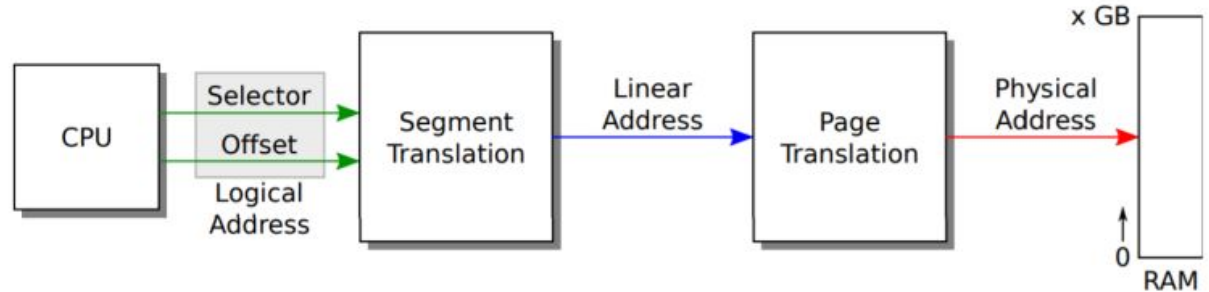 CPU
Selector
Offset
Logical
Address
Segment
Translation
Linear
Address
Page
Translation
Physical
Address
x GB
0
RAM